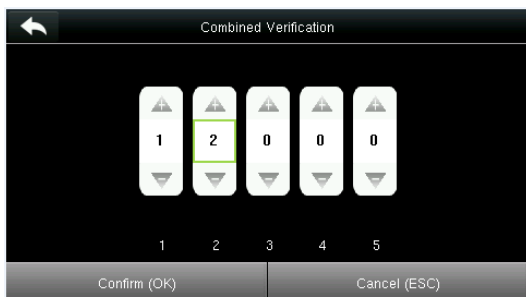 Combined Verification
1 2 0 0 0
1 2 3 4 5
Confirm (OK) Cancel (ESC)